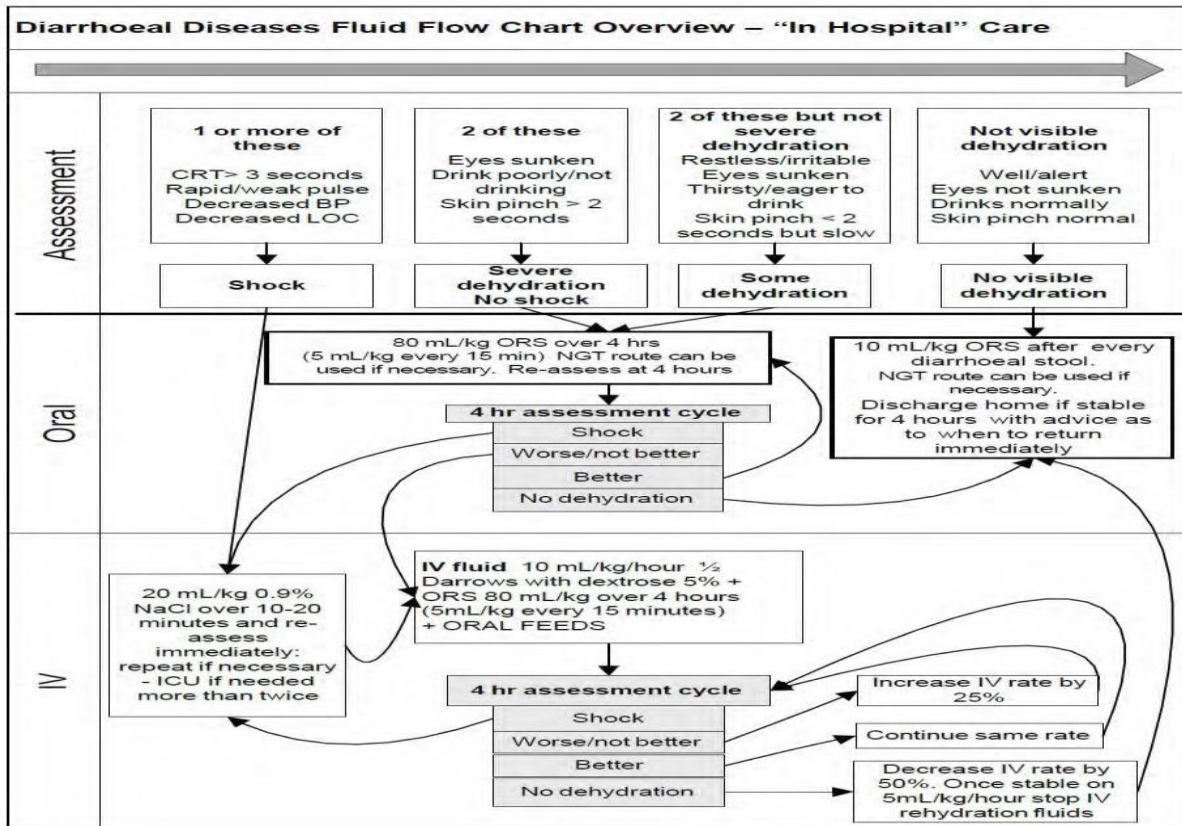 Diarrhoeal Diseases Fluid Flow Chart Overview – “In Hospital” Care
Assessment
1 or more of
these
CRT> 3 seconds
Rapid/weak pulse
Decreased BP
Decreased LOC
2 of these
Eyes sunken
Drink poorly/not
drinking
Skin pinch > 2
seconds
2 of these but not
severe
dehydration
Restless/irritable
Eyes sunken
Thirsty/eager to
drink
Skin pinch < 2
seconds but slow
Not visible
dehydration
Well/alert
Eyes not sunken
Drinks normally
Skin pinch normal
Shock
Severe
dehydration
No shock
Some
dehydration
No visible
dehydration
Oral
80 mL/kg ORS over 4 hrs
(5 mL/kg every 15 min) NGT route can be
used if necessary. Re-assess at 4 hours
4 hr assessment cycle
Shock
Worse/not better
Better
No dehydration
10 mL/kg ORS after every
diarrhoeal stool.
NGT route can be used if
necessary.
Discharge home if stable
for 4 hours with advice as
to when to return
immediately
IV
20 mL/kg 0.9%
NaCl over 10-20
minutes and re-
assess
immediately:
repeat if necessary
- ICU if needed
more than twice
IV fluid 10 mL/kg/hour ½
Darrows with dextrose 5% +
ORS 80 mL/kg over 4 hours
(5mL/kg every 15 minutes)
+ ORAL FEEDS
4 hr assessment cycle
Shock
Worse/not better
Better
No dehydration
Increase IV rate by
25%
Continue same rate
Decrease IV rate by
50%. Once stable on
5mL/kg/hour stop IV
rehydration fluids